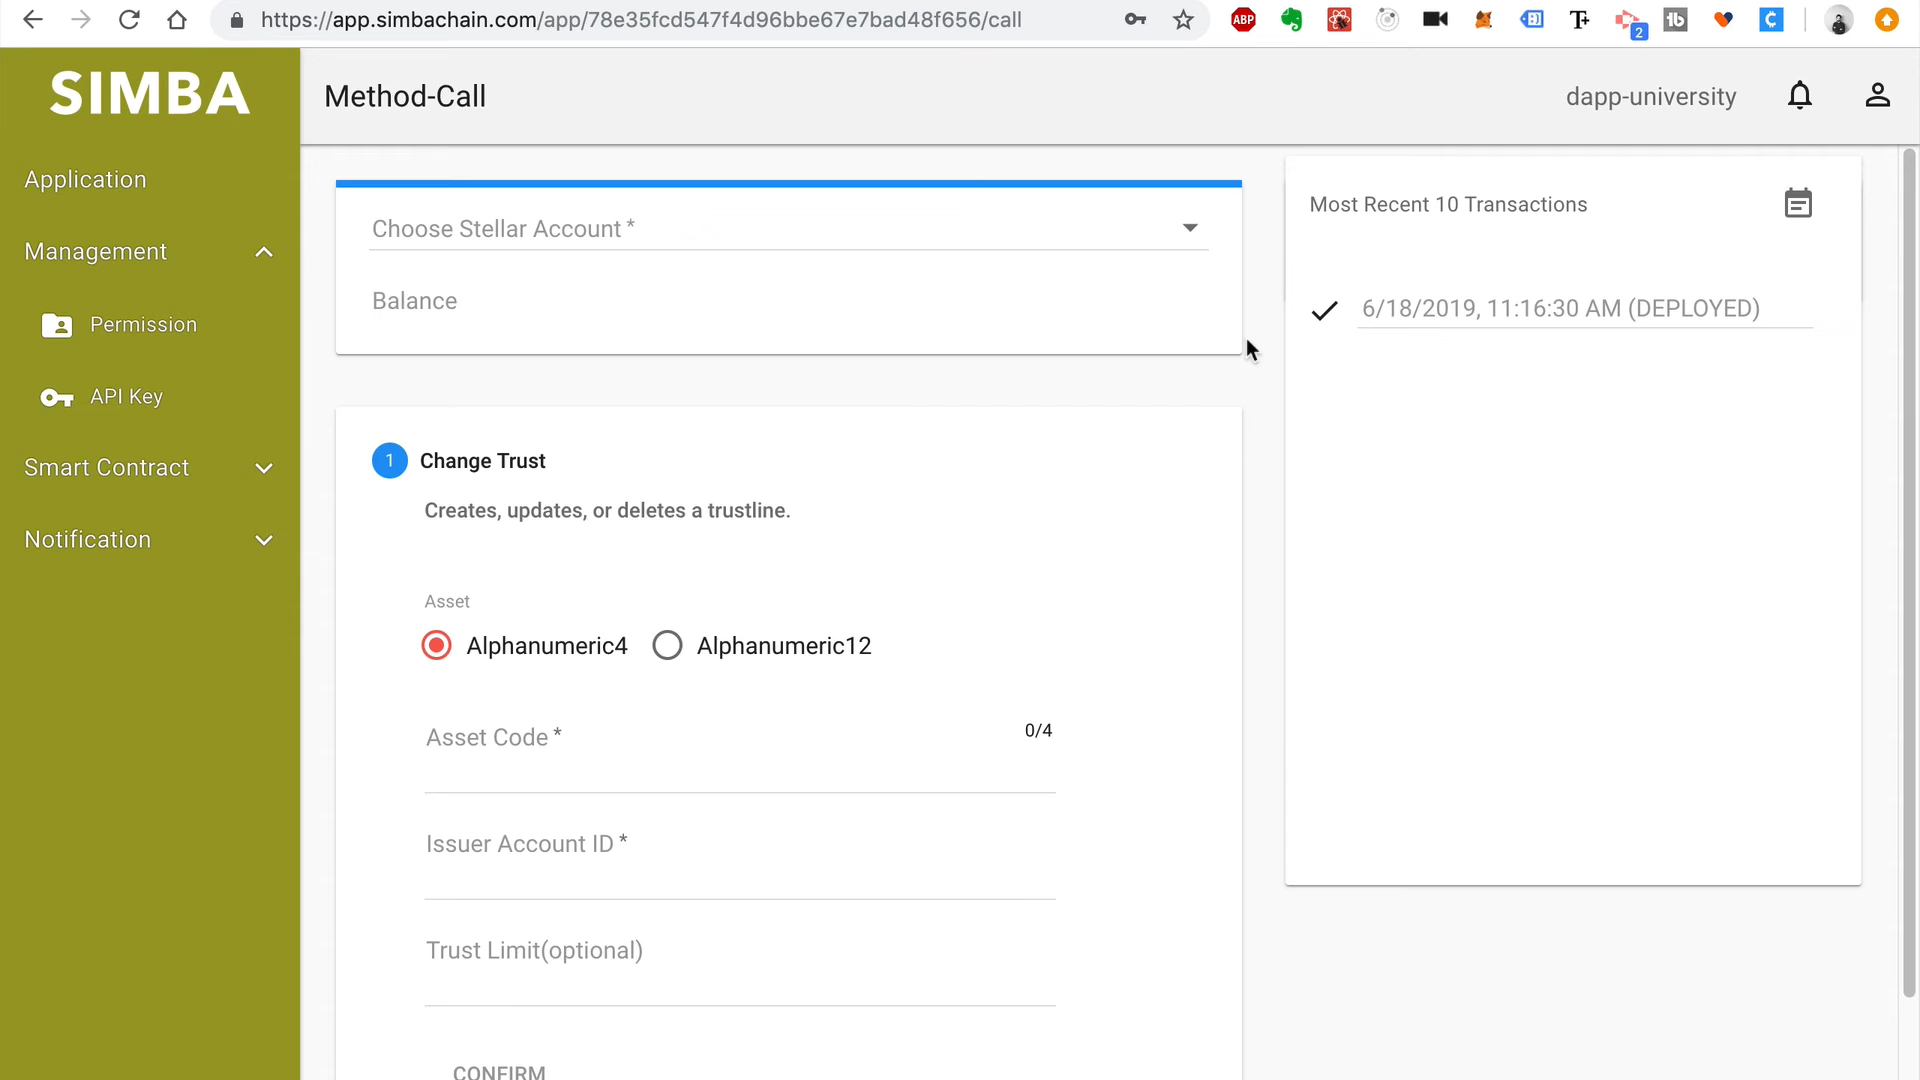 https://app.simbachain.com/app/78e35fcd547f4d96bbe67e7bad48f656/call
ABP
2
tb
SIMBA
Method-Call
dapp-university
Application
Management
Permission
API Key
Smart Contract
Notification
Choose Stellar Account *
Balance
1 Change Trust
Creates, updates, or deletes a trustline.
Asset
Alphanumeric4 Alphanumeric12
Asset Code * 0/4
Issuer Account ID *
Trust Limit(optional)
CONFIRM
Most Recent 10 Transactions
6/18/2019, 11:16:30 AM (DEPLOYED)